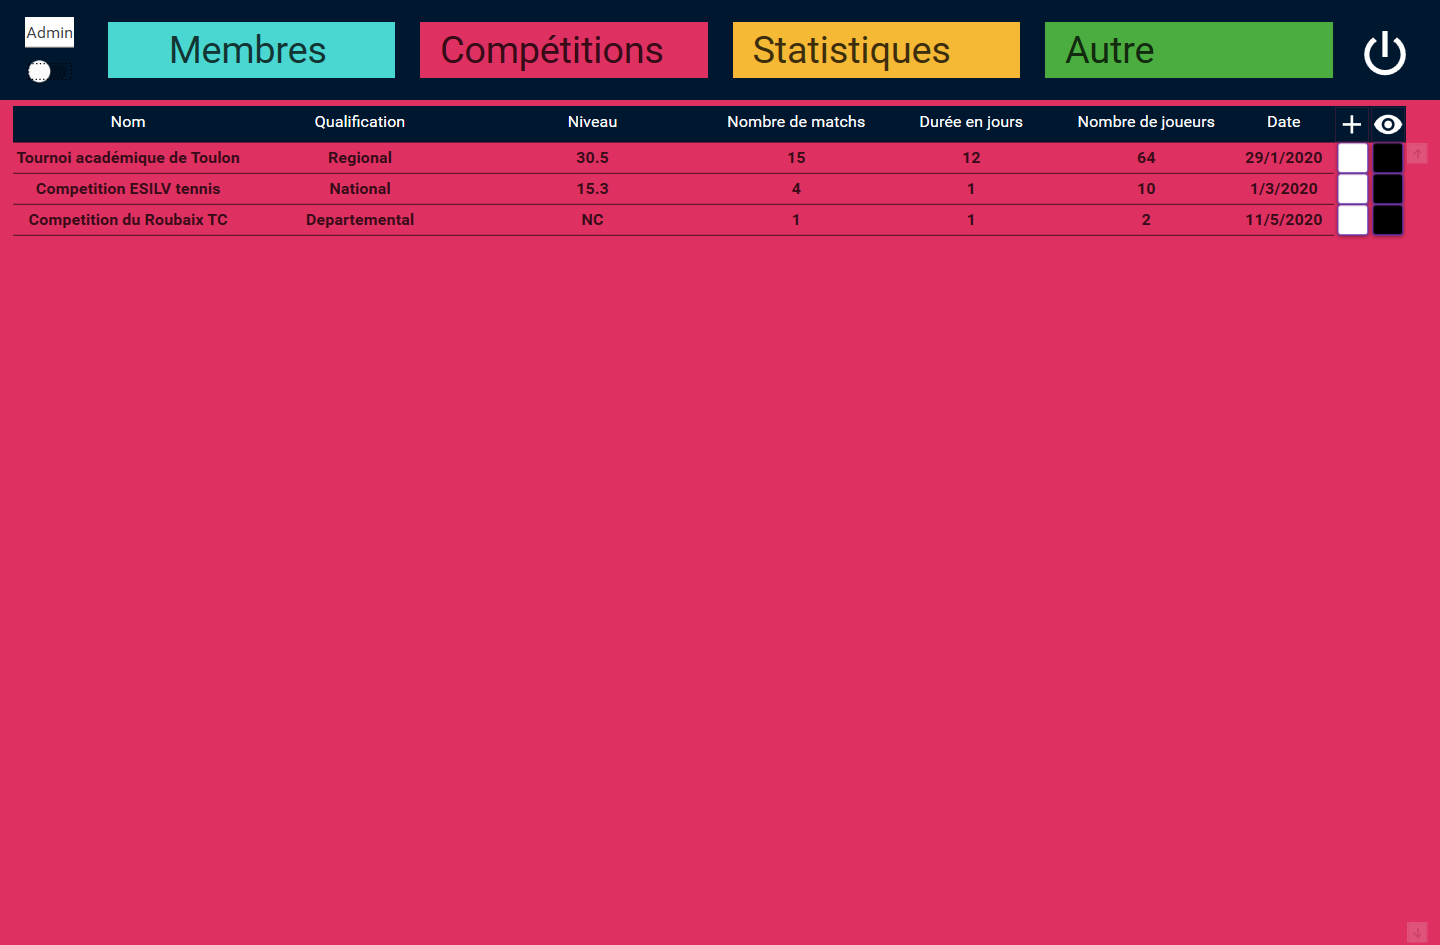 Admin
Membres Compétitions Statistiques Autre
Nom Qualification Niveau Nombre de matchs Durée en jours Nombre de joueurs Date
Tournoi académique de Toulon Regional 30.5 15 12 64 29/1/2020
Competition ESILV tennis National 15.3 4 1 10 1/3/2020
Competition du Roubaix TC Departemental NC 1 1 2 11/5/2020